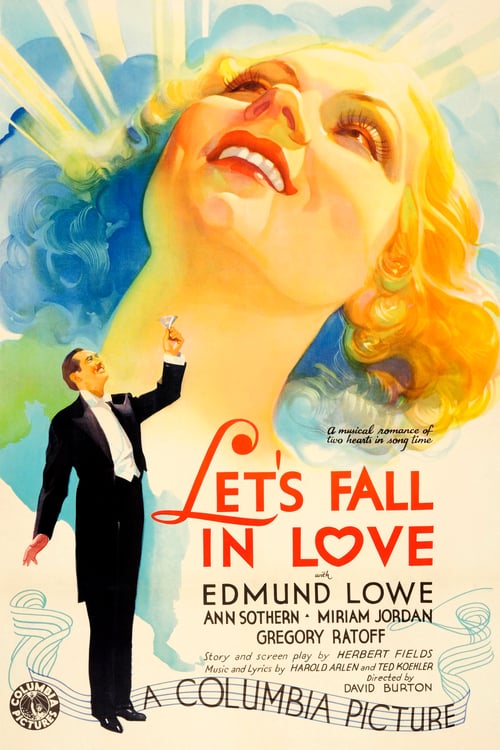 A musical romance of
two hearts in song time
LET'S FALL
IN LOVE
with
EDMUND LOWE
ANN SOTHERN • MIRIAM JORDAN
GREGORY RATOFF
Story and screen play by HERBERT FIELDS
Music and Lyrics by HAROLD ARLEN and TED KOEHLER
Directed by
DAVID BURTON
A COLUMBIA PICTURE
COLUMBIA
PICTURES